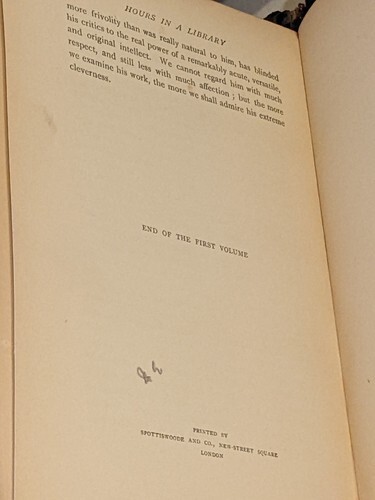 HOURS IN A LIBRARY
more frivolity than was really natural to him, has blinded
his critics to the real power of a remarkably acute, versatile,
and original intellect. We cannot regard him with much
respect, and still less with much affection ; but the more
we examine his work, the more we shall admire his extreme
cleverness.
END OF THE FIRST VOLUME
PRINTED BY
SPOTTISWOODE AND CO., NEW-STREET SQUARE
LONDON